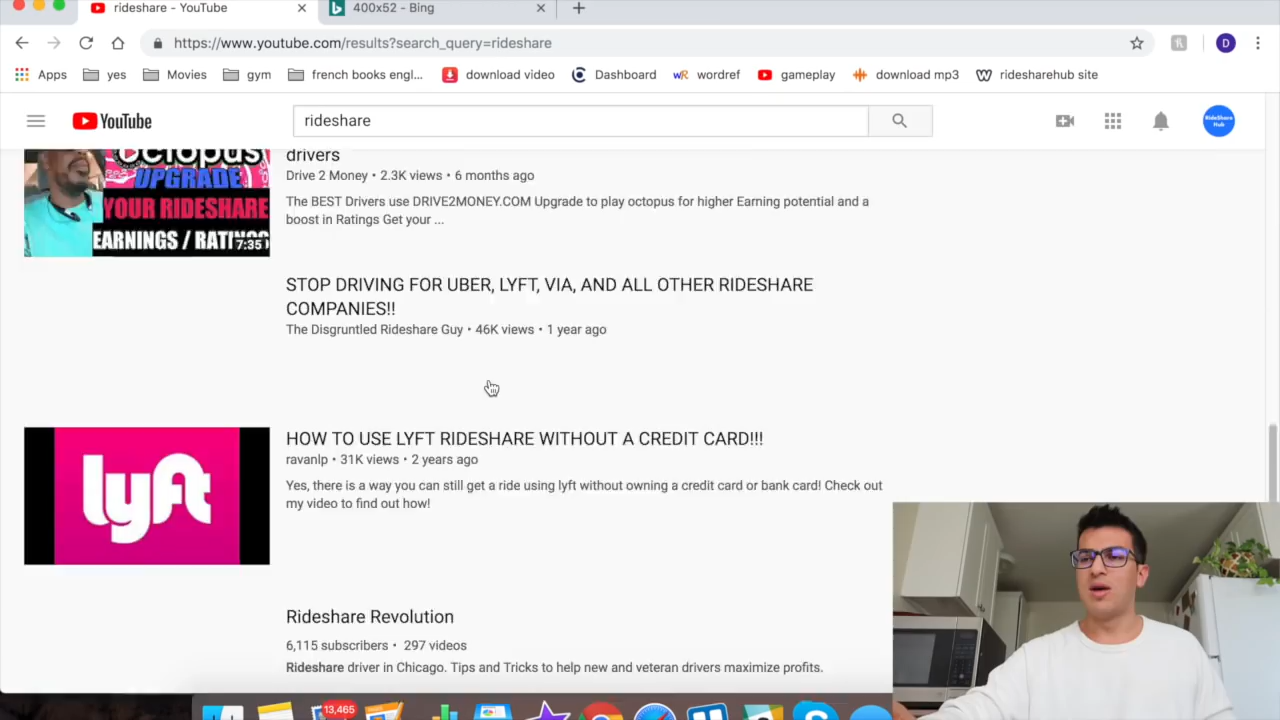 rideshare - YouTube
400x52 - Bing
https://www.youtube.com/results?search_query=rideshare
D
Apps
yes
Movies
gym
french books engl...
download video
Dashboard
wordref
gameplay
download mp3
ridesharehub site
YouTube
rideshare
RideShare
Hub
octopus
UPGRADE
YOUR RIDESHARE
EARNINGS / RATI
7:35
drivers
Drive 2 Money • 2.3K views • 6 months ago
The BEST Drivers use DRIVE2MONEY.COM Upgrade to play octopus for higher Earning potential and a
boost in Ratings Get your ...
STOP DRIVING FOR UBER, LYFT, VIA, AND ALL OTHER RIDESHARE
COMPANIES!!
The Disgruntled Rideshare Guy • 46K views • 1 year ago
lyft
HOW TO USE LYFT RIDESHARE WITHOUT A CREDIT CARD!!!
ravanlp • 31K views • 2 years ago
Yes, there is a way you can still get a ride using lyft without owning a credit card or bank card! Check out
my video to find out how!
Rideshare Revolution
6,115 subscribers • 297 videos
Rideshare driver in Chicago. Tips and Tricks to help new and veteran drivers maximize profits.
13,465